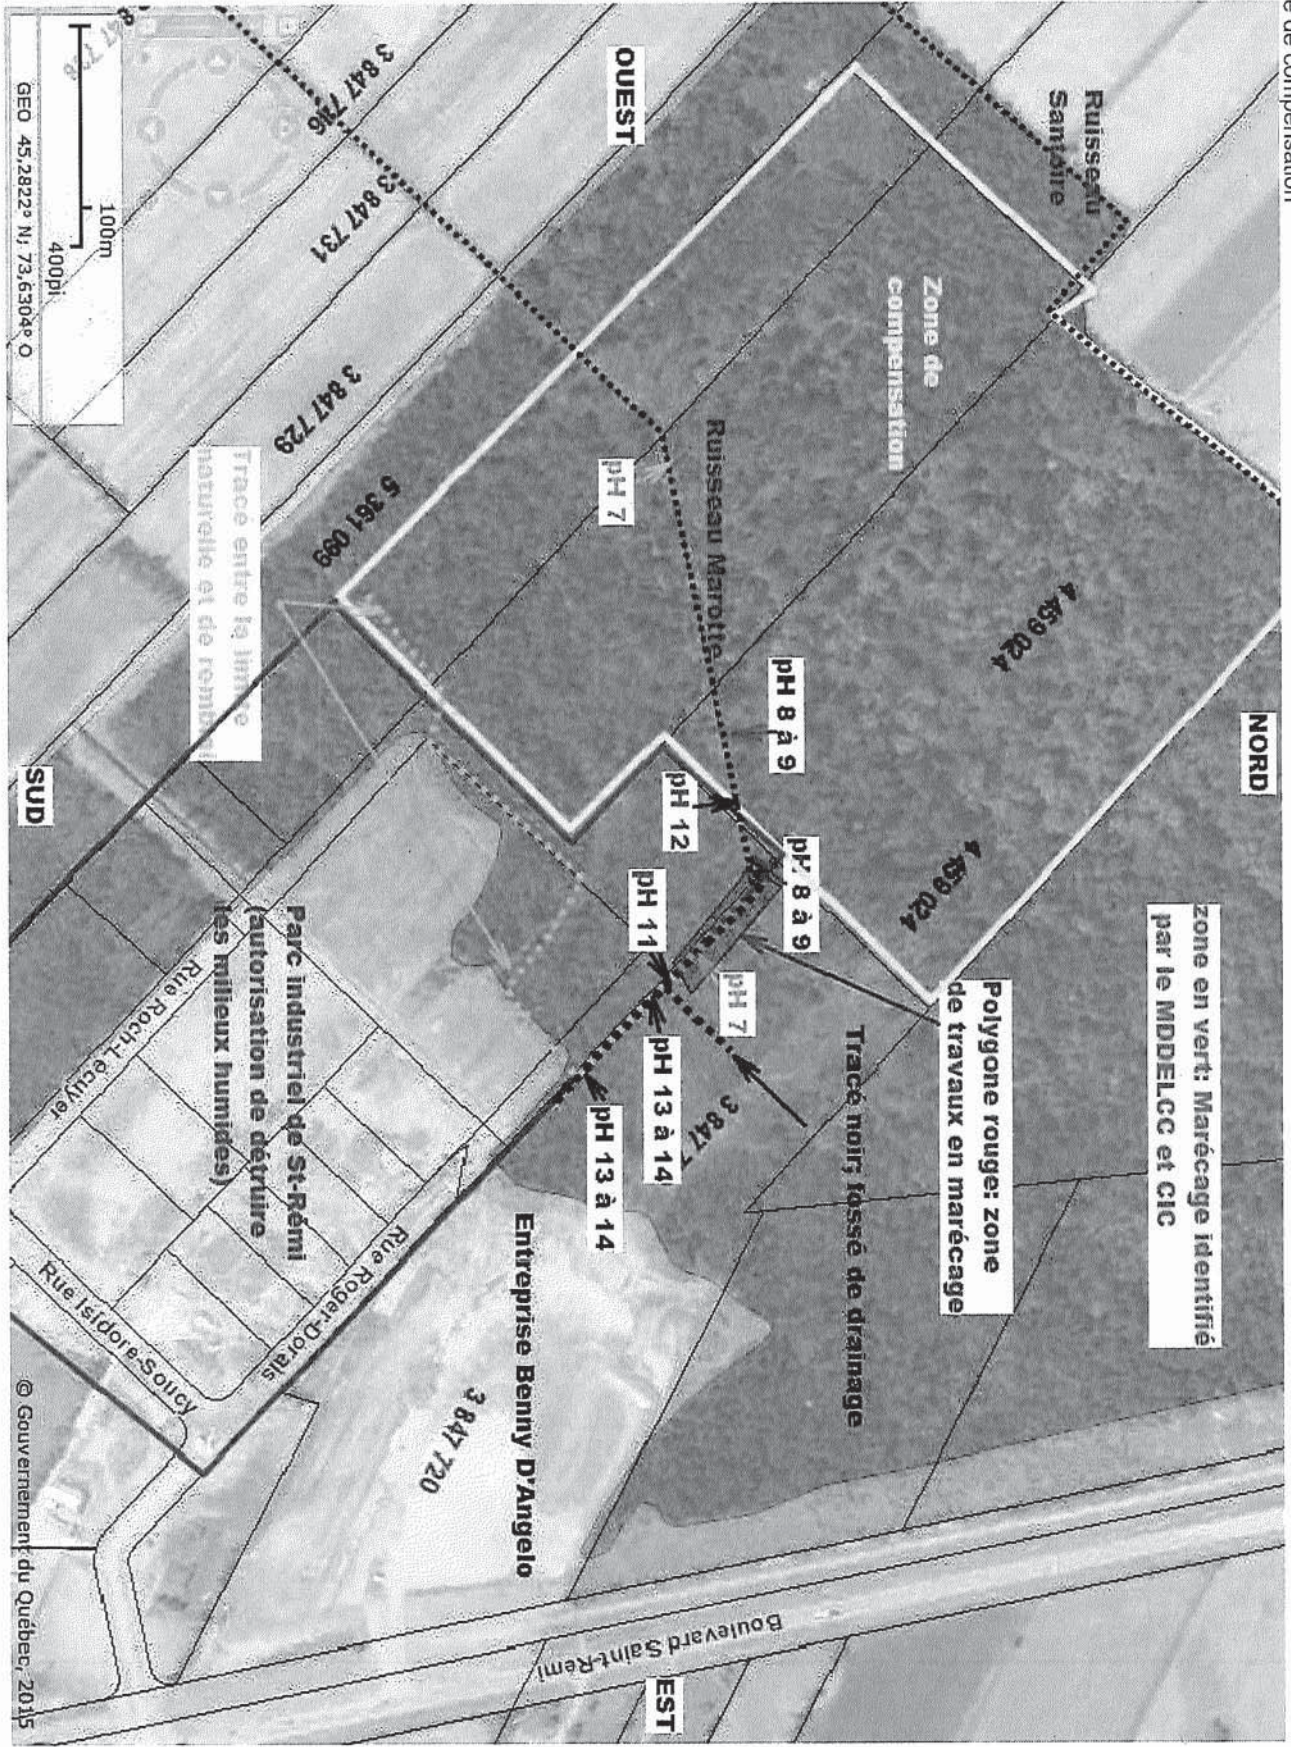 e de compensation
Ruisseau
Santoire
OUEST
NORD
SUD
EST
Zone de
compensation
zone en vert: Marécage identifié
par le MDDELCC et CIC
Polygone rouge: zone
de travaux en marécage
Tracé noir; fossé de drainage
Ruisseau Marotte
pH 7
pH 8 à 9
pH 12
pH 8 à 9
pH 11
pH 7
pH 13 à 14
pH 13 à 14
4 459 024
4 459 024
3 847 7
3 847 731
3 847 729
5 361 099
3 847 720
Tracé entre la limite
naturelle et de rembl
Parc industriel de St-Rémi
(autorisation de détruire
les milieux humides)
Entreprise Benny D'Angelo
Rue Roch-Lécuyer
Rue Roger-Dorais
Rue Isidore-Soucy
Boulevard Saint-Remi
100m
400pi
GEO 45,2822° N; 73,6304° O
© Gouvernement du Québec, 2015